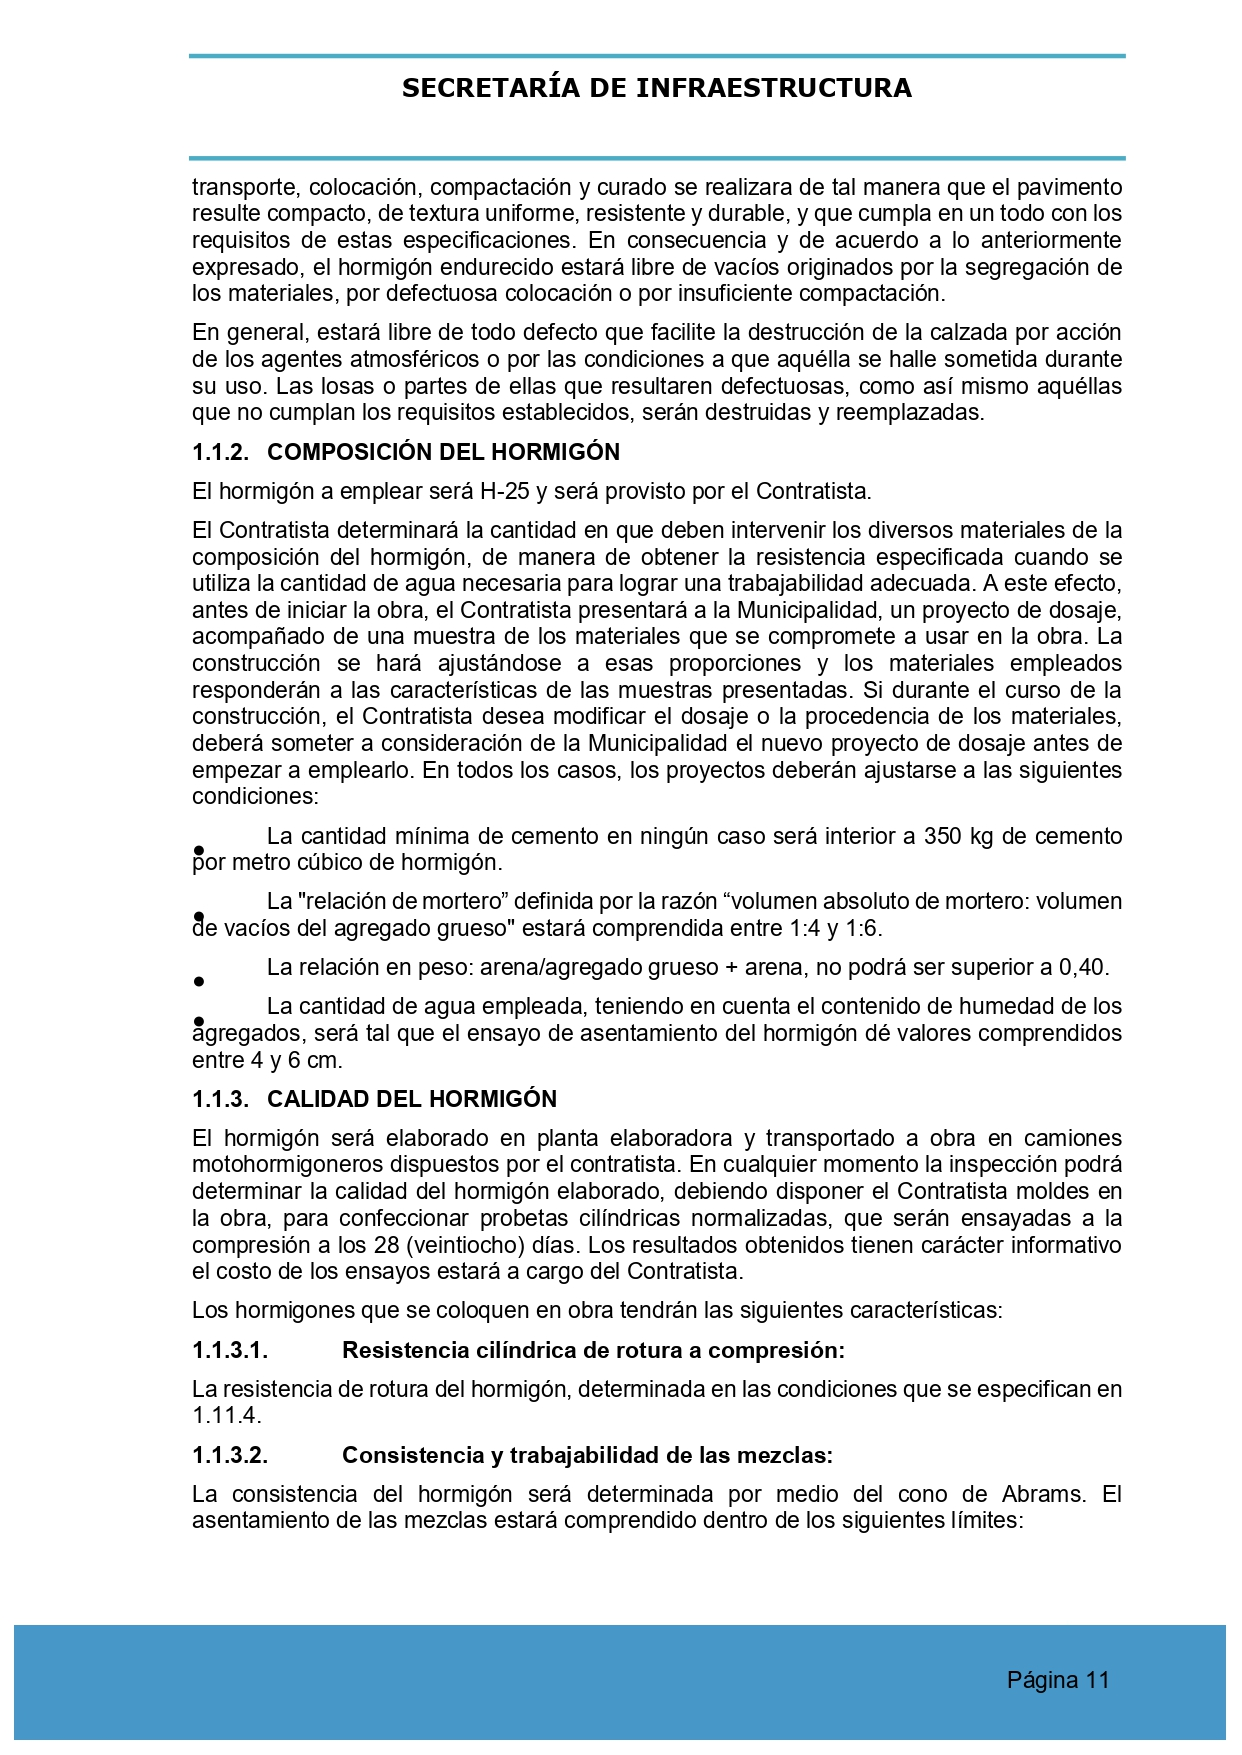 SECRETARÍA DE INFRAESTRUCTURA
transporte, colocación, compactación y curado se realizara de tal manera que el pavimento
resulte compacto, de textura uniforme, resistente y durable, y que cumpla en un todo con los
requisitos de estas especificaciones. En consecuencia y de acuerdo a lo anteriormente
expresado, el hormigón endurecido estará libre de vacíos originados por la segregación de
los materiales, por defectuosa colocación o por insuficiente compactación.
En general, estará libre de todo defecto que facilite la destrucción de la calzada por acción
de los agentes atmosféricos o por las condiciones a que aquélla se halle sometida durante
su uso. Las losas o partes de ellas que resultaren defectuosas, como así mismo aquéllas
que no cumplan los requisitos establecidos, serán destruidas y reemplazadas.
1.1.2. COMPOSICIÓN DEL HORMIGÓN
El hormigón a emplear será H-25 y será provisto por el Contratista.
El Contratista determinará la cantidad en que deben intervenir los diversos materiales de la
composición del hormigón, de manera de obtener la resistencia especificada cuando se
utiliza la cantidad de agua necesaria para lograr una trabajabilidad adecuada. A este efecto,
antes de iniciar la obra, el Contratista presentará a la Municipalidad, un proyecto de dosaje,
acompañado de una muestra de los materiales que se compromete a usar en la obra. La
construcción se hará ajustándose a esas proporciones y los materiales empleados
responderán a las características de las muestras presentadas. Si durante el curso de la
construcción, el Contratista desea modificar el dosaje o la procedencia de los materiales,
deberá someter a consideración de la Municipalidad el nuevo proyecto de dosaje antes de
empezar a emplearlo. En todos los casos, los proyectos deberán ajustarse a las siguientes
condiciones:
● La cantidad mínima de cemento en ningún caso será interior a 350 kg de cemento
por metro cúbico de hormigón.
● La "relación de mortero” definida por la razón “volumen absoluto de mortero: volumen
de vacíos del agregado grueso" estará comprendida entre 1:4 y 1:6.
● La relación en peso: arena/agregado grueso + arena, no podrá ser superior a 0,40.
● La cantidad de agua empleada, teniendo en cuenta el contenido de humedad de los
agregados, será tal que el ensayo de asentamiento del hormigón dé valores comprendidos
entre 4 y 6 cm.
1.1.3. CALIDAD DEL HORMIGÓN
El hormigón será elaborado en planta elaboradora y transportado a obra en camiones
motohormigoneros dispuestos por el contratista. En cualquier momento la inspección podrá
determinar la calidad del hormigón elaborado, debiendo disponer el Contratista moldes en
la obra, para confeccionar probetas cilíndricas normalizadas, que serán ensayadas a la
compresión a los 28 (veintiocho) días. Los resultados obtenidos tienen carácter informativo
el costo de los ensayos estará a cargo del Contratista.
Los hormigones que se coloquen en obra tendrán las siguientes características:
1.1.3.1. Resistencia cilíndrica de rotura a compresión:
La resistencia de rotura del hormigón, determinada en las condiciones que se especifican en
1.11.4.
1.1.3.2. Consistencia y trabajabilidad de las mezclas:
La consistencia del hormigón será determinada por medio del cono de Abrams. El
asentamiento de las mezclas estará comprendido dentro de los siguientes límites:
Página 11